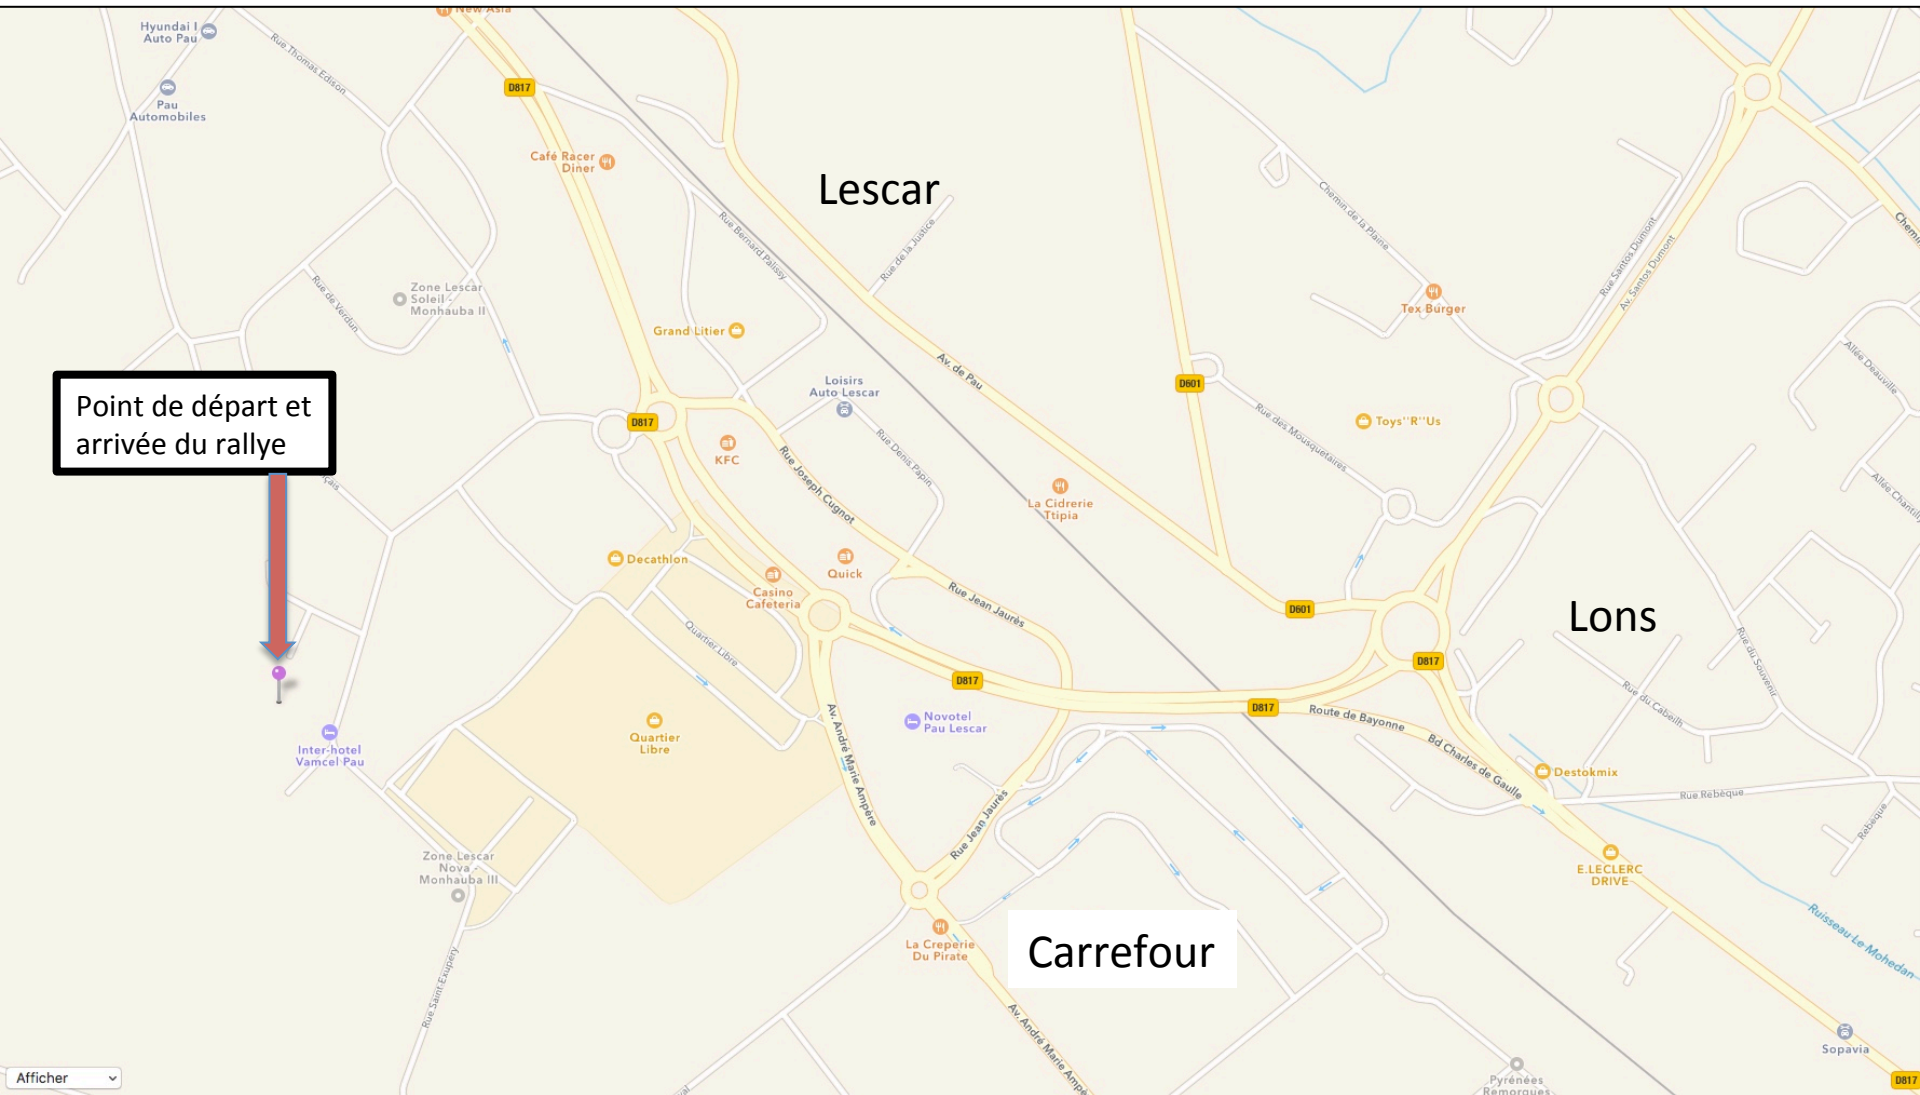 New Asia
Hyundai I
Auto Pau
Rue Thomas Edison
D817
Pau
Automobiles
Café Racer
Diner
Lescar
Rue Bernard Palissy
Rue de la Justice
Chemin de la Plaine
Rue Santos Dumont
Av. Santos Dumont
Chemin
Zone Lescar
Soleil -
Monhauba II
Rue de Verdun
Grand Litier
Tex Burger
Av. de Pau
Loisirs
Auto Lescar
D601
Allée Deauville
Point de départ et
arrivée du rallye
D817
Rue des Mousquetaires
Toys"R"Us
KFC
Rue Joseph Cugnot
Rue Denis Papin
çais
La Cidrerie
Ttipia
Allée Chantilly
Decathlon
Quick
Casino
Cafeteria
Rue Jean Jaurès
D601
Lons
Quartier Libre
Rue du Souvenir
D817
D817
Rue du Cabeilh
Novotel
Pau Lescar
D817
Route de Bayonne
Bd Charles de Gaulle
Quartier
Libre
Av. André Marie Ampère
Inter-hotel
Vamcel Pau
Destokmix
Rue Rébèque
Rue Jean Jaurès
Rébèque
Zone Lescar
Nova -
Monhauba III
E.LECLERC
DRIVE
Ruisseau Le Mohedan
La Creperie
Du Pirate
Carrefour
Rue Saint-Exupéry
Av. André Marie Ampè
Sopavia
Afficher
val
Pyrénées
Remorques
D817